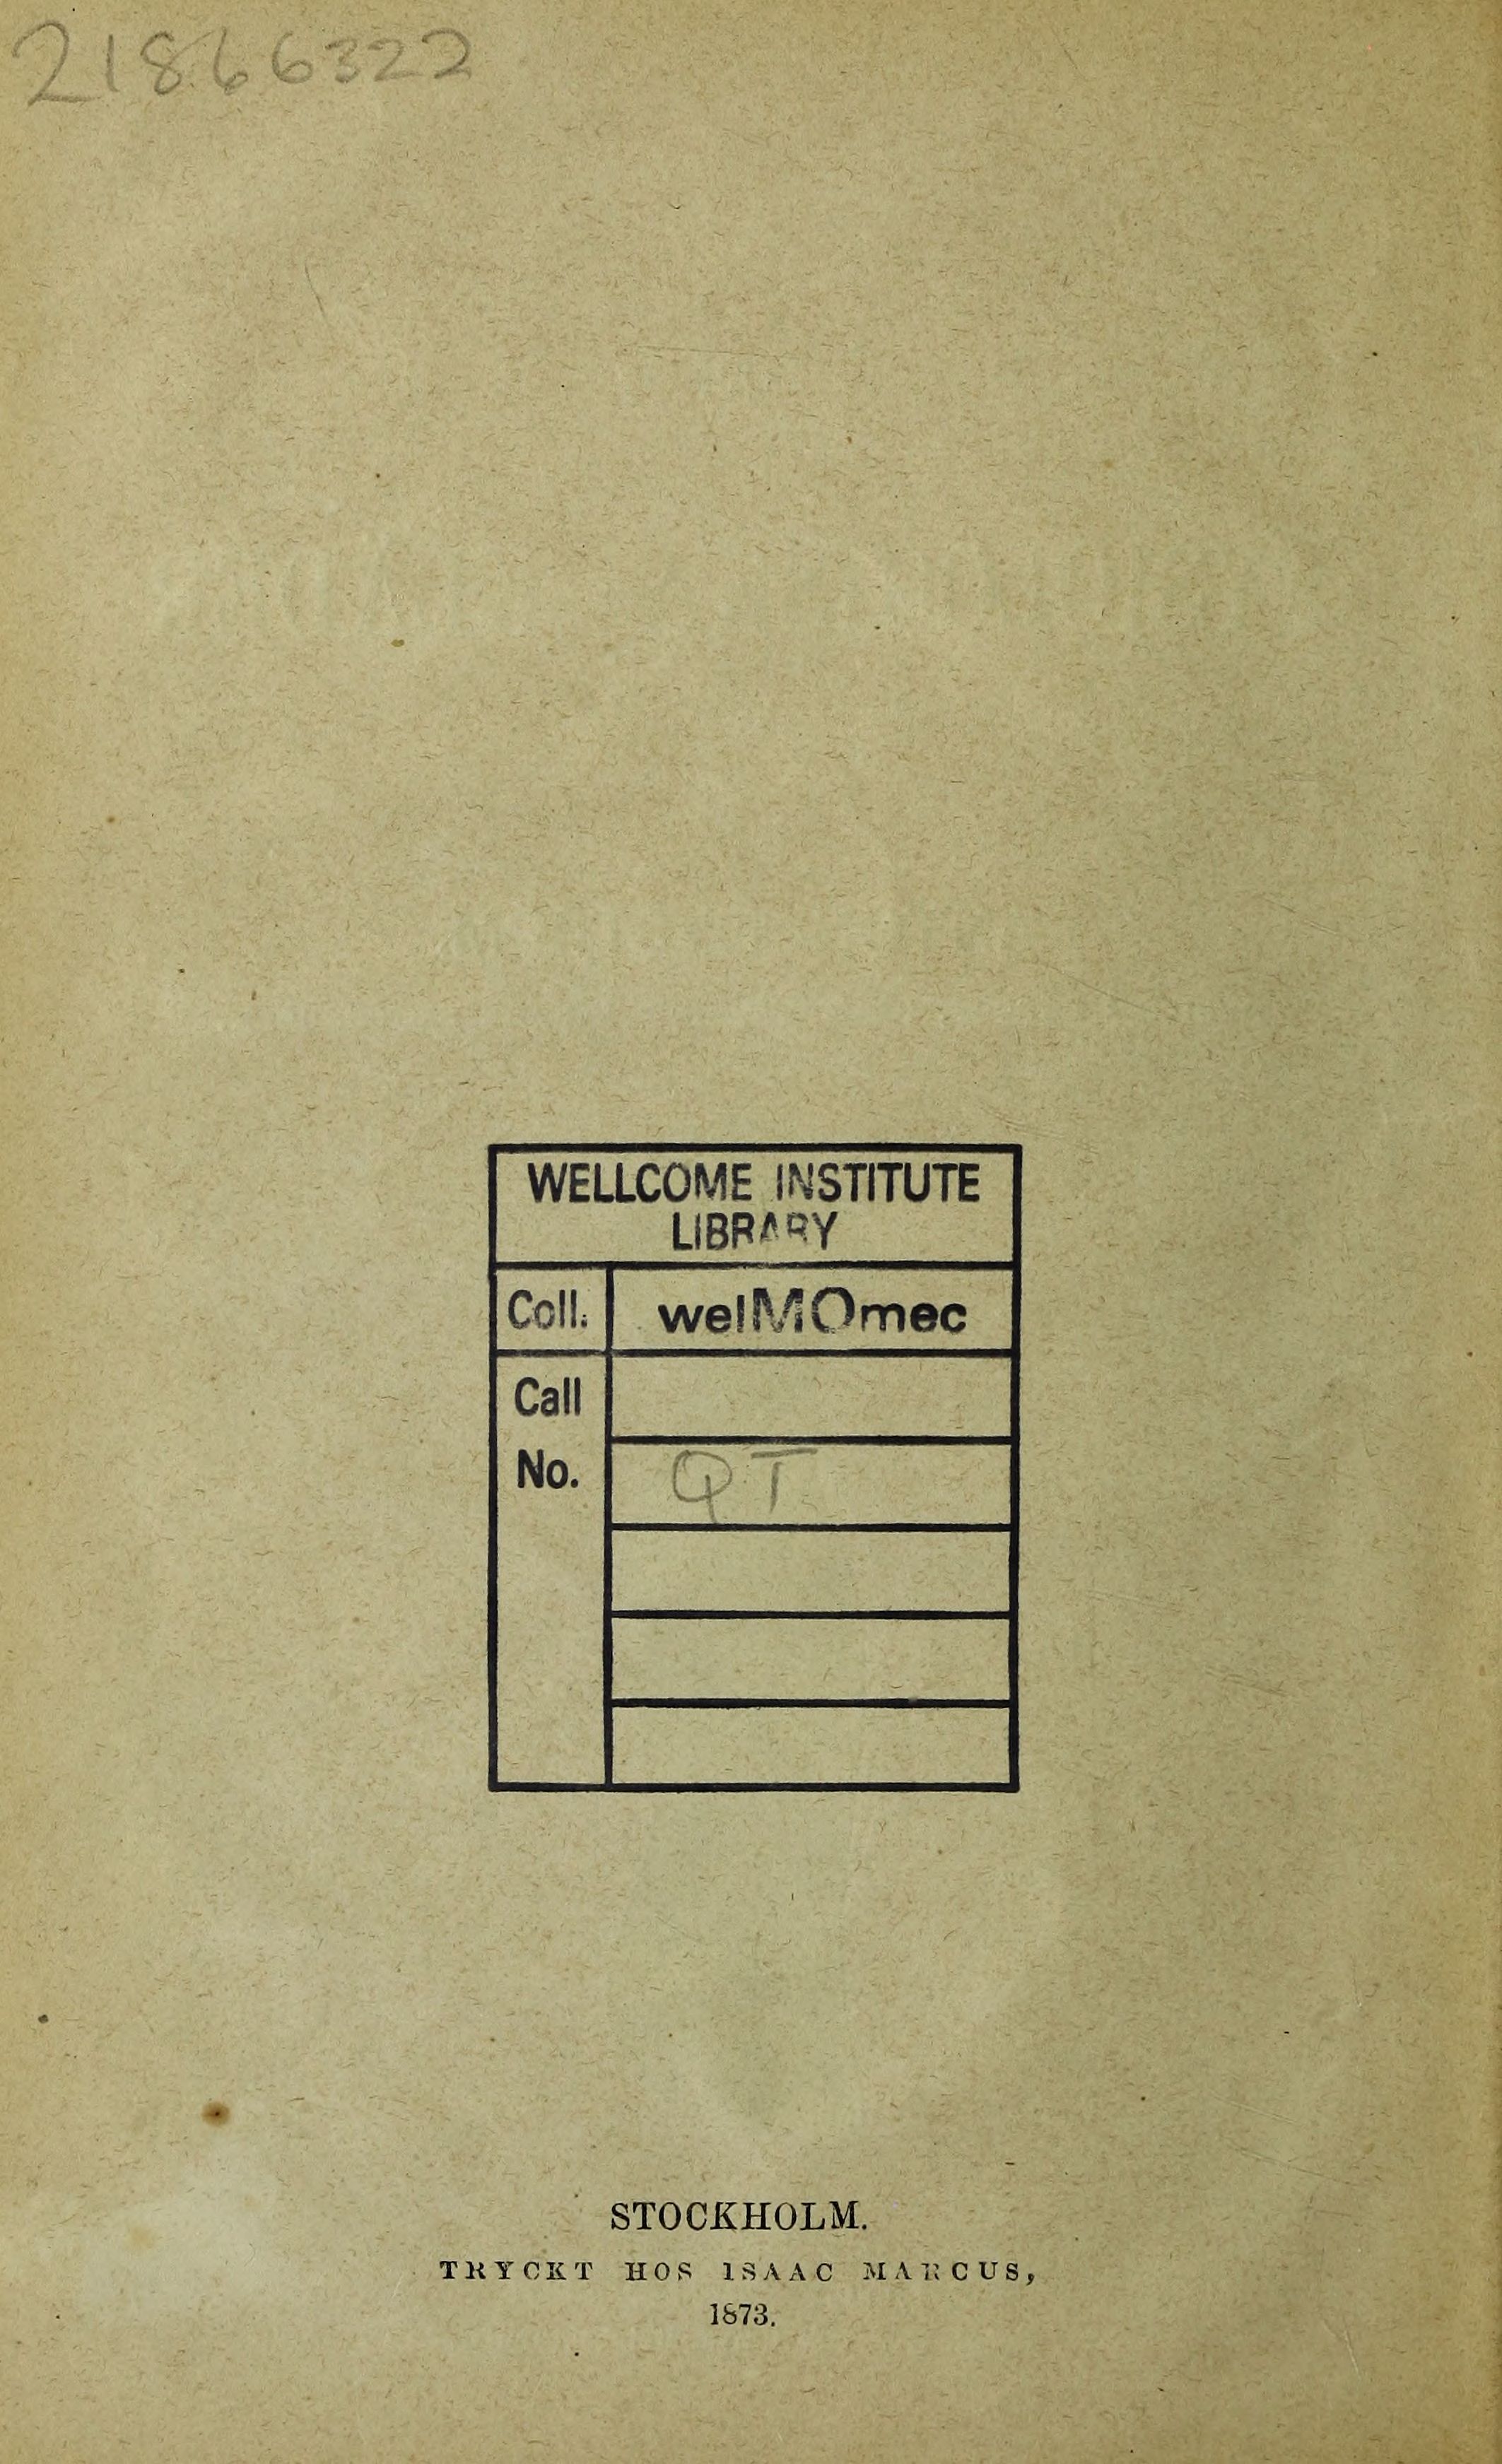 21866322
WELLCOME INSTITUTE
LIBRARY
Coll. welMOmec
Call
No. QT
STOCKHOLM.
TRYCKT HOS ISAAC MARCUS,
1873.